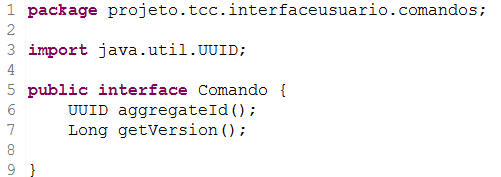 1 package projeto.tcc.interfaceusuario.comandos;
2
3 import java.util.UUID;
4
5 public interface Comando {
6     UUID aggregateId();
7     Long getVersion();
8
9 }